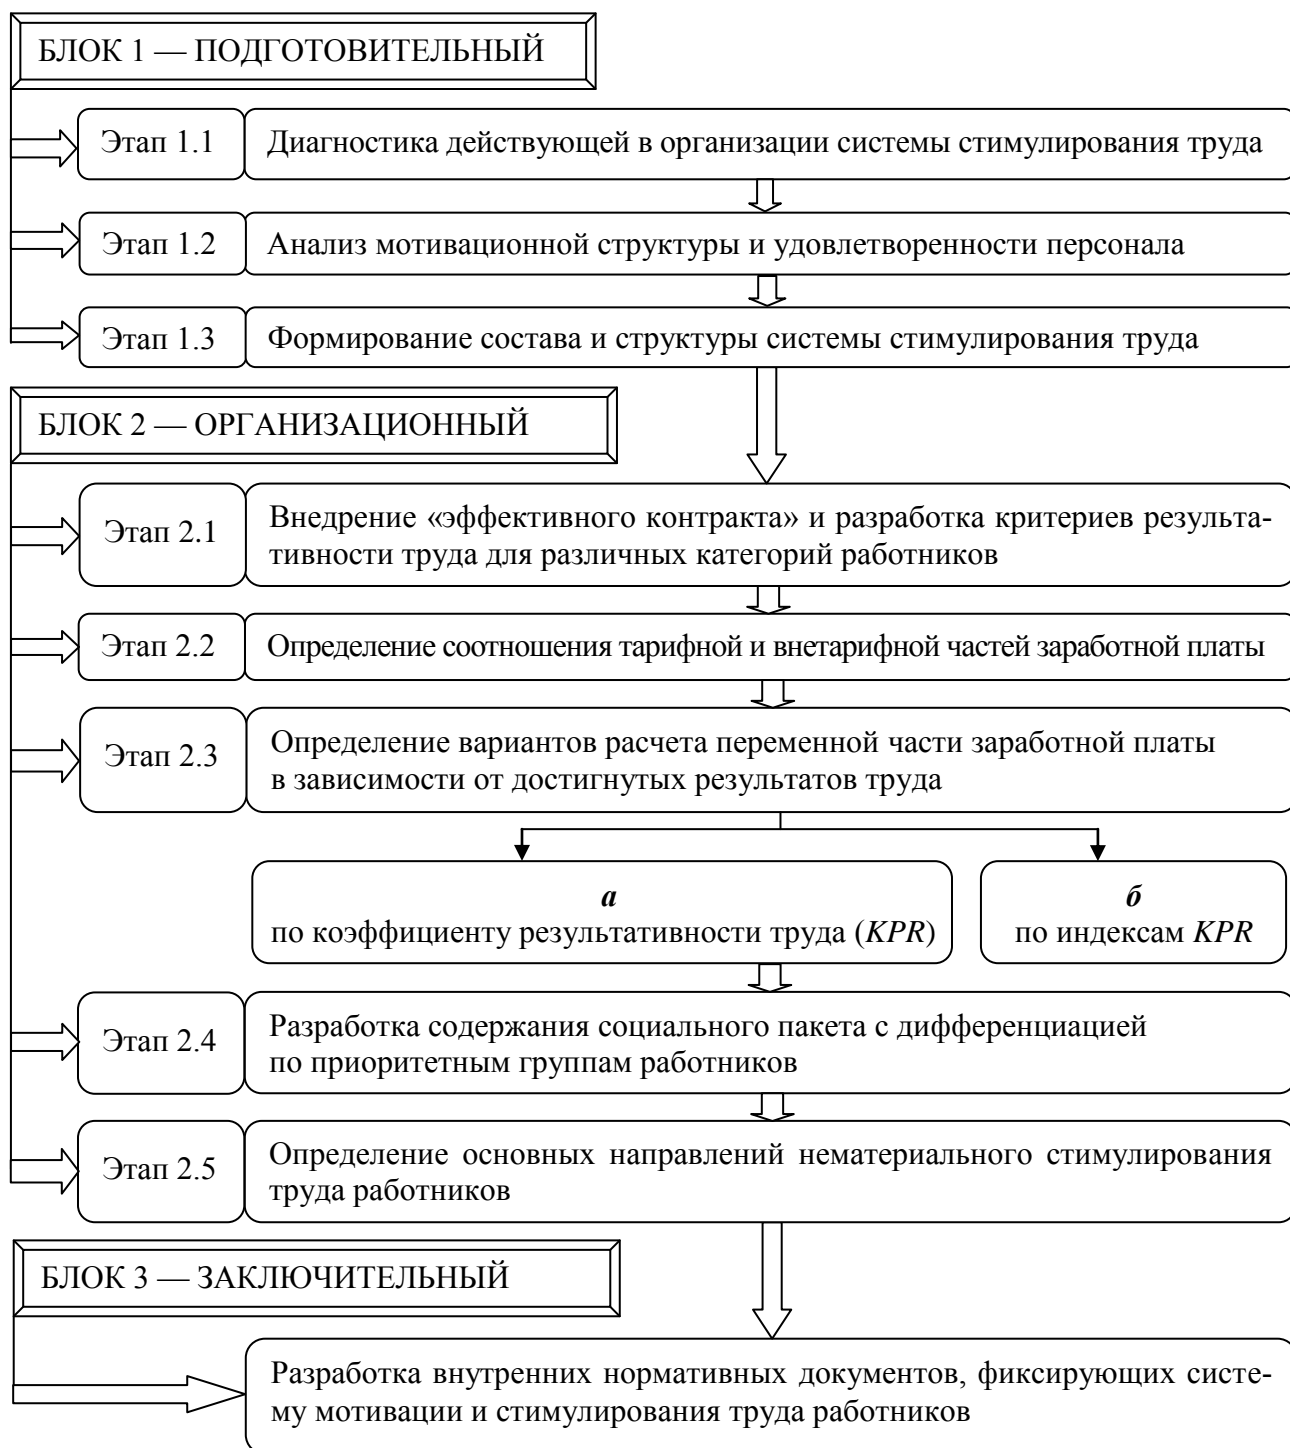 БЛОК 1 — ПОДГОТОВИТЕЛЬНЫЙ
Этап 1.1
Диагностика действующей в организации системы стимулирования труда
Этап 1.2
Анализ мотивационной структуры и удовлетворенности персонала
Этап 1.3
Формирование состава и структуры системы стимулирования труда
БЛОК 2 — ОРГАНИЗАЦИОННЫЙ
Этап 2.1
Внедрение «эффективного контракта» и разработка критериев результа-
тивности труда для различных категорий работников
Этап 2.2
Определение соотношения тарифной и внетарифной частей заработной платы
Этап 2.3
Определение вариантов расчета переменной части заработной платы
в зависимости от достигнутых результатов труда
а
по коэффициенту результативности труда (KPR)
б
по индексам KPR
Этап 2.4
Разработка содержания социального пакета с дифференциацией
по приоритетным группам работников
Этап 2.5
Определение основных направлений нематериального стимулирования
труда работников
БЛОК 3 — ЗАКЛЮЧИТЕЛЬНЫЙ
Разработка внутренних нормативных документов, фиксирующих систе-
му мотивации и стимулирования труда работников